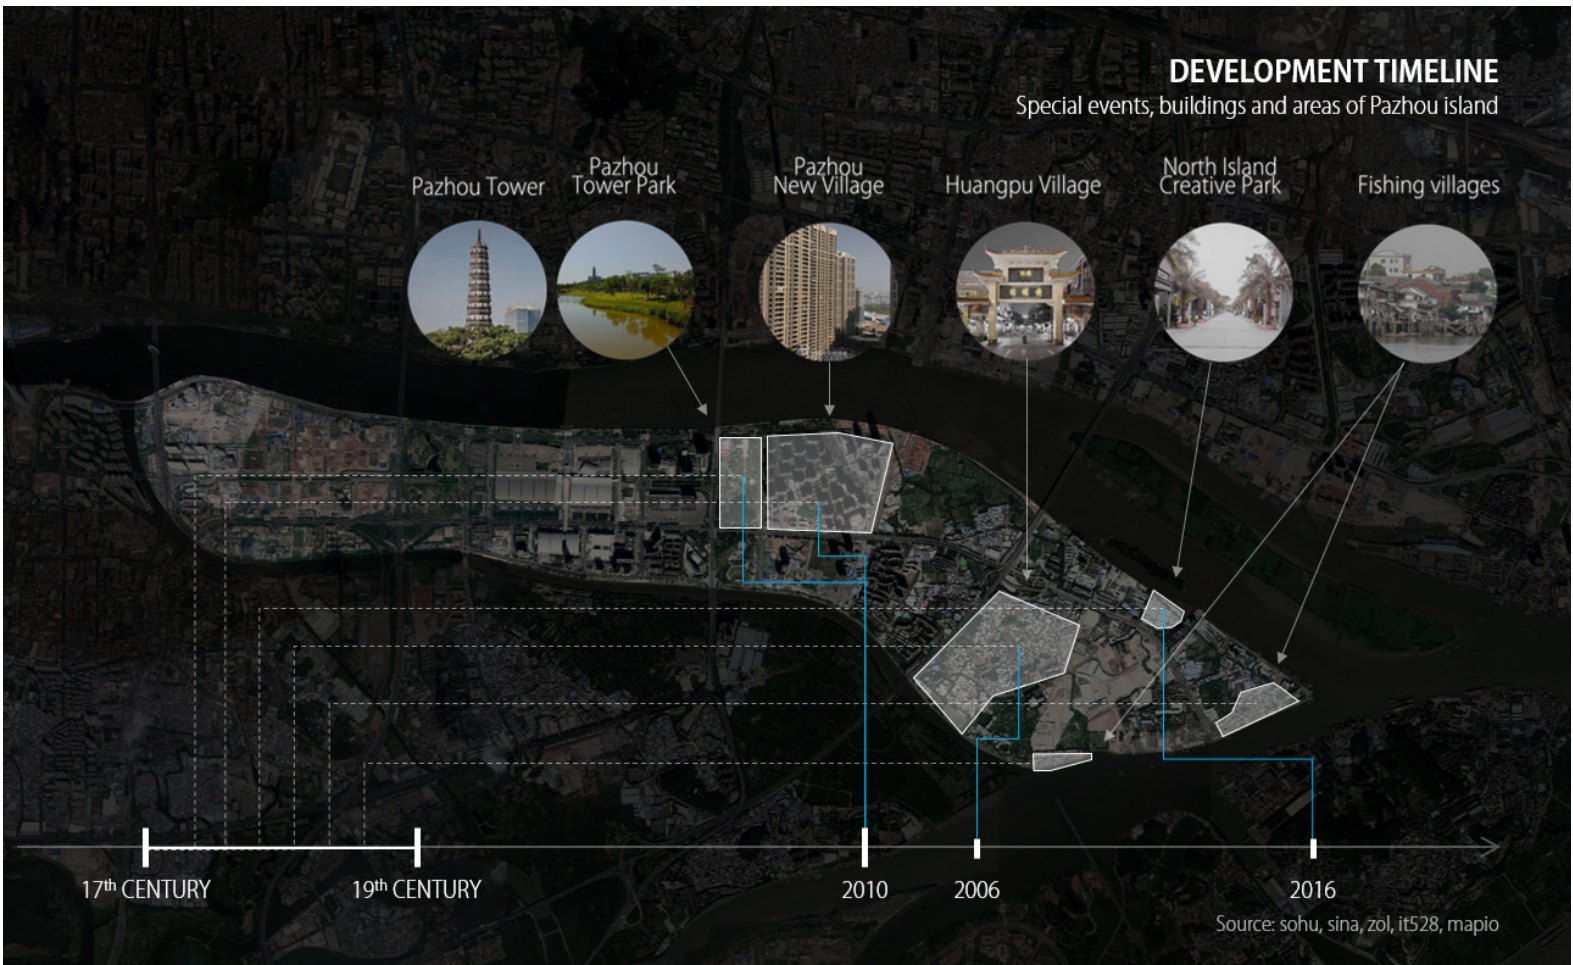 DEVELOPMENT TIMELINE
Special events, buildings and areas of Pazhou island
Pazhou Tower
Pazhou
Tower Park
Pazhou
New Village
Huangpu Village
North Island
Creative Park
Fishing villages
17th CENTURY
19th CENTURY
2010
2006
2016
Source: sohu, sina, zol, it528, mapio